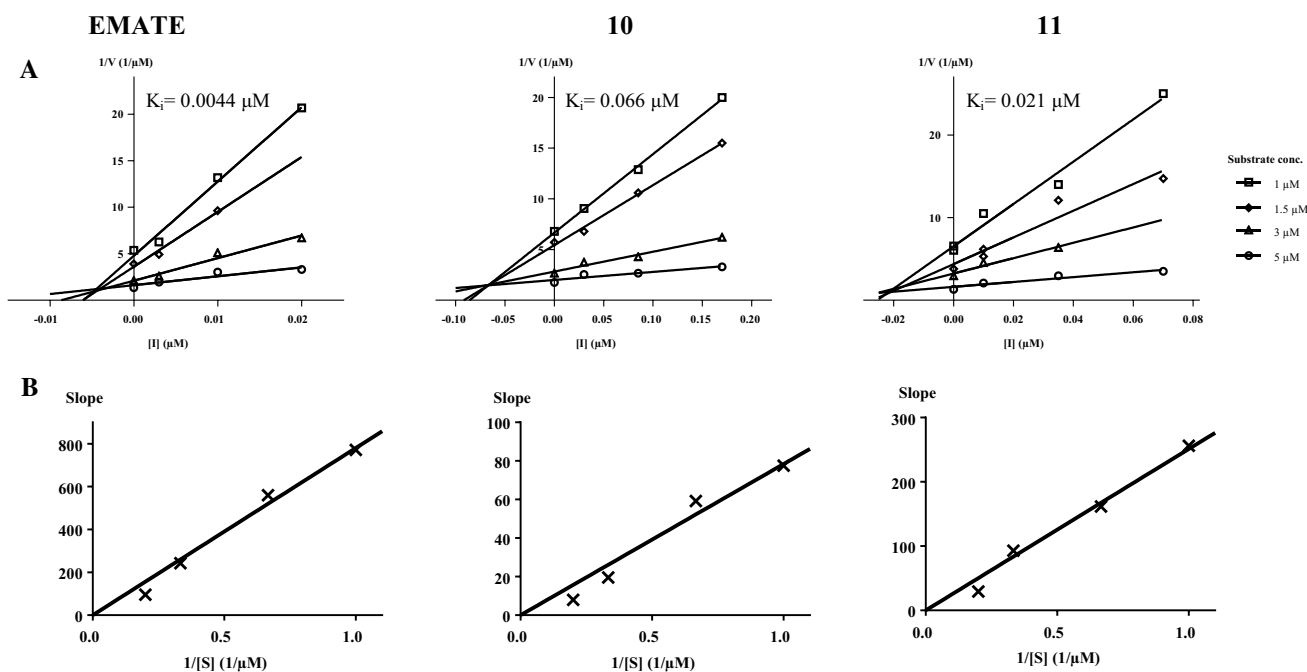 EMATE 10 11
A
1/V (1/µM)
Ki= 0.0044 µM
20
15
10
5
-0.01 0.00 0.01 0.02
[I] (µM)
1/V (1/µM)
Ki= 0.066 µM
20
15
10
5
-0.10 -0.05 0.00 0.05 0.10 0.15 0.20
[I] (µM)
1/V (1/µM)
Ki= 0.021 µM
20
10
-0.02 0.00 0.02 0.04 0.06 0.08
[I] (µM)
Substrate conc.
1 µM
1.5 µM
3 µM
5 µM
B
Slope
800
600
400
200
0
0.0 0.5 1.0
1/[S] (1/µM)
Slope
100
80
60
40
20
0
0.0 0.5 1.0
1/[S] (1/µM)
Slope
300
200
100
0
0.0 0.5 1.0
1/[S] (1/µM)